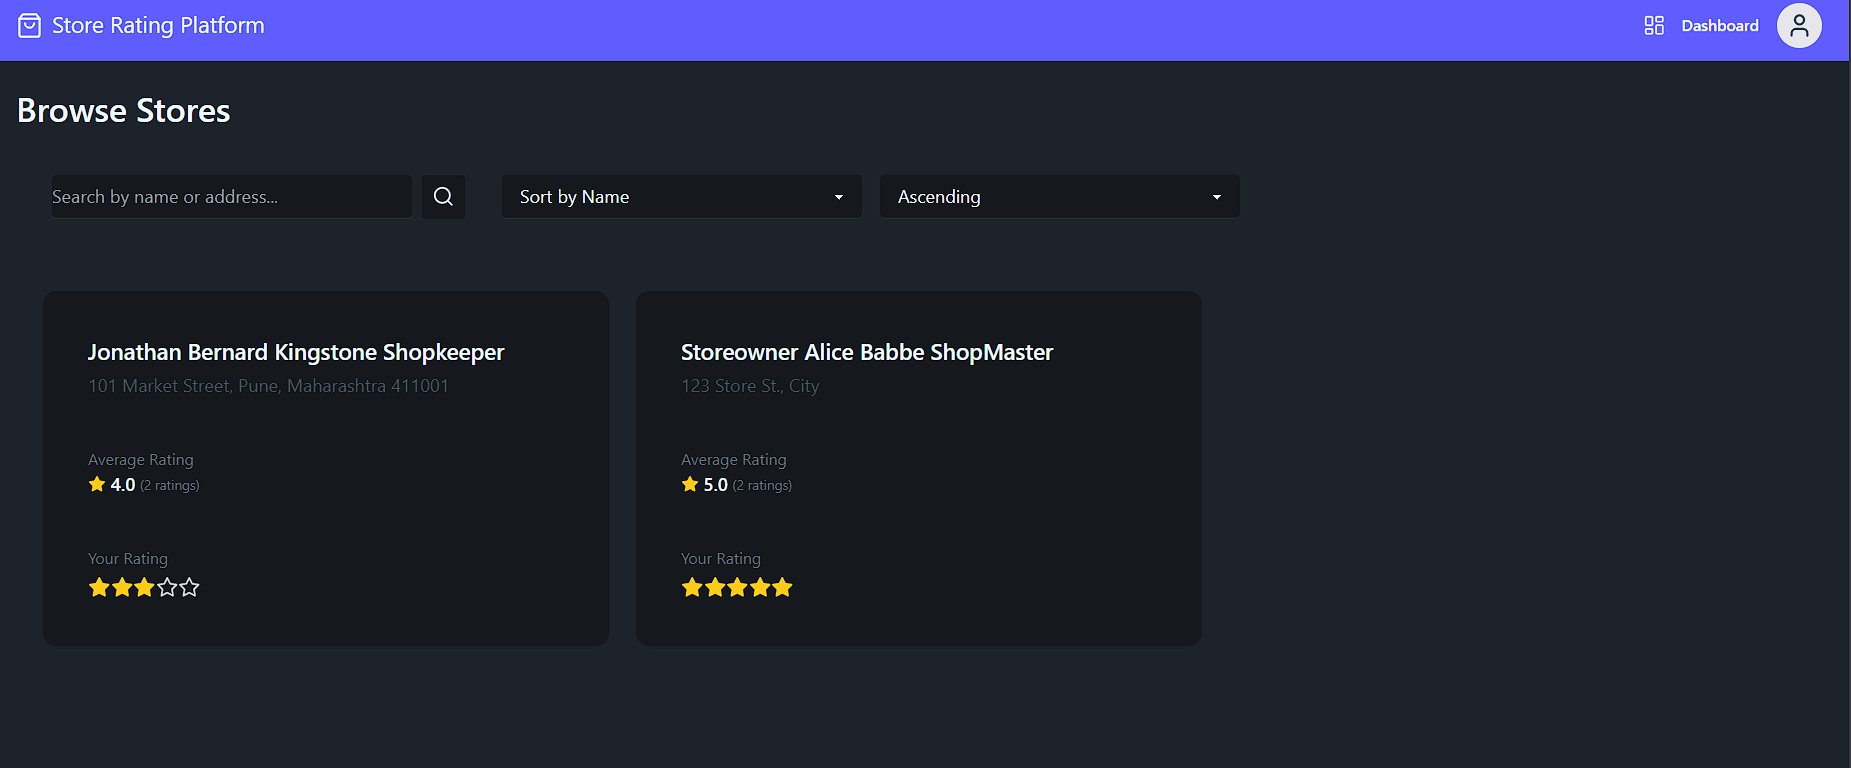 Store Rating Platform
Dashboard
Browse Stores
Search by name or address...
Sort by Name
Ascending
Jonathan Bernard Kingstone Shopkeeper
101 Market Street, Pune, Maharashtra 411001
Average Rating
4.0 (2 ratings)
Your Rating
Storeowner Alice Babbe ShopMaster
123 Store St., City
Average Rating
5.0 (2 ratings)
Your Rating